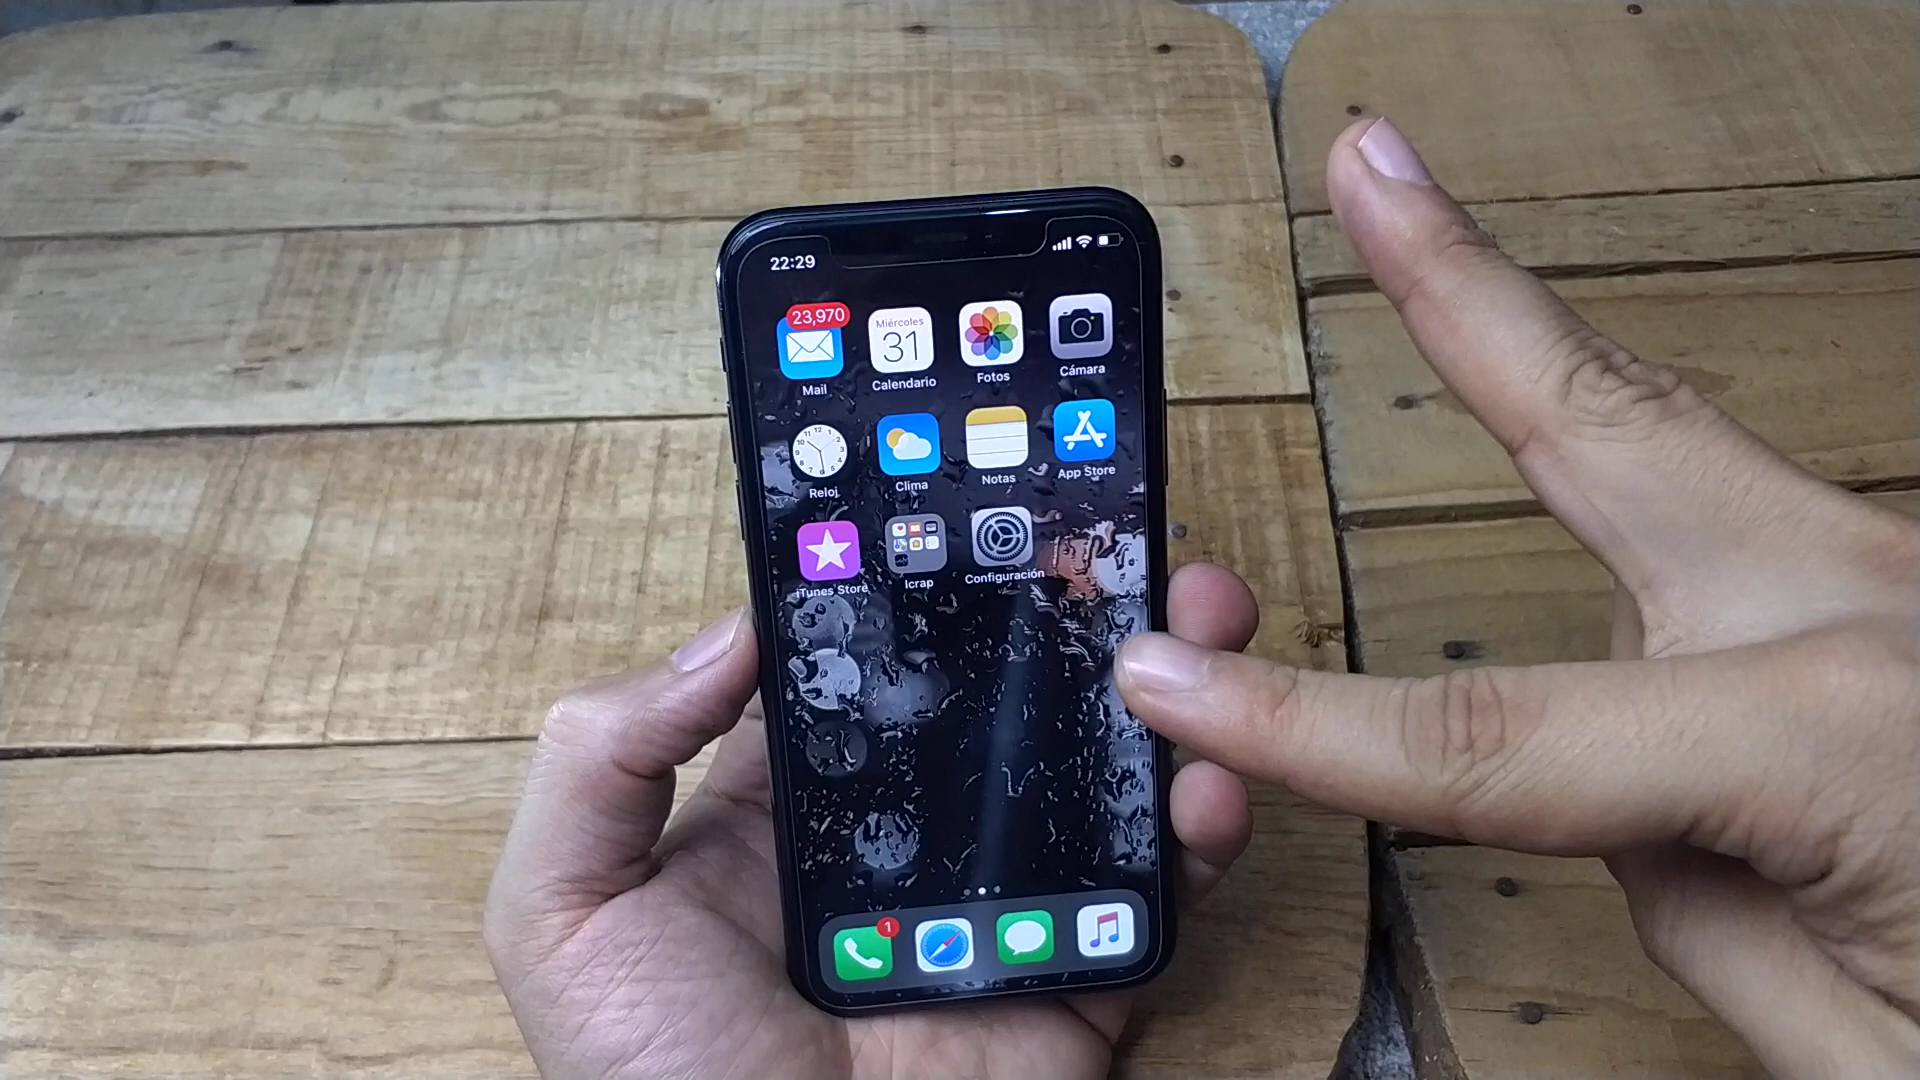 22:29
23,970
Mail
Miércoles
31
Calendario
Fotos
Cámara
Reloj
Clima
Notas
App Store
iTunes Store
Icrap
Configuración
1